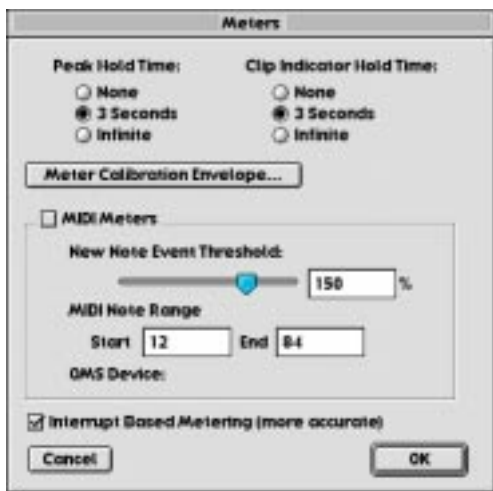 Meters
Peak Hold Time: Clip Indicator Hold Time:
None None
3 Seconds 3 Seconds
Infinite Infinite
Meter Calibration Envelope...
MIDI Meters
New Note Event Threshold:
150 %
MIDI Note Range
Start 12 End 84
OMS Device:
Interrupt Based Metering (more accurate)
Cancel OK